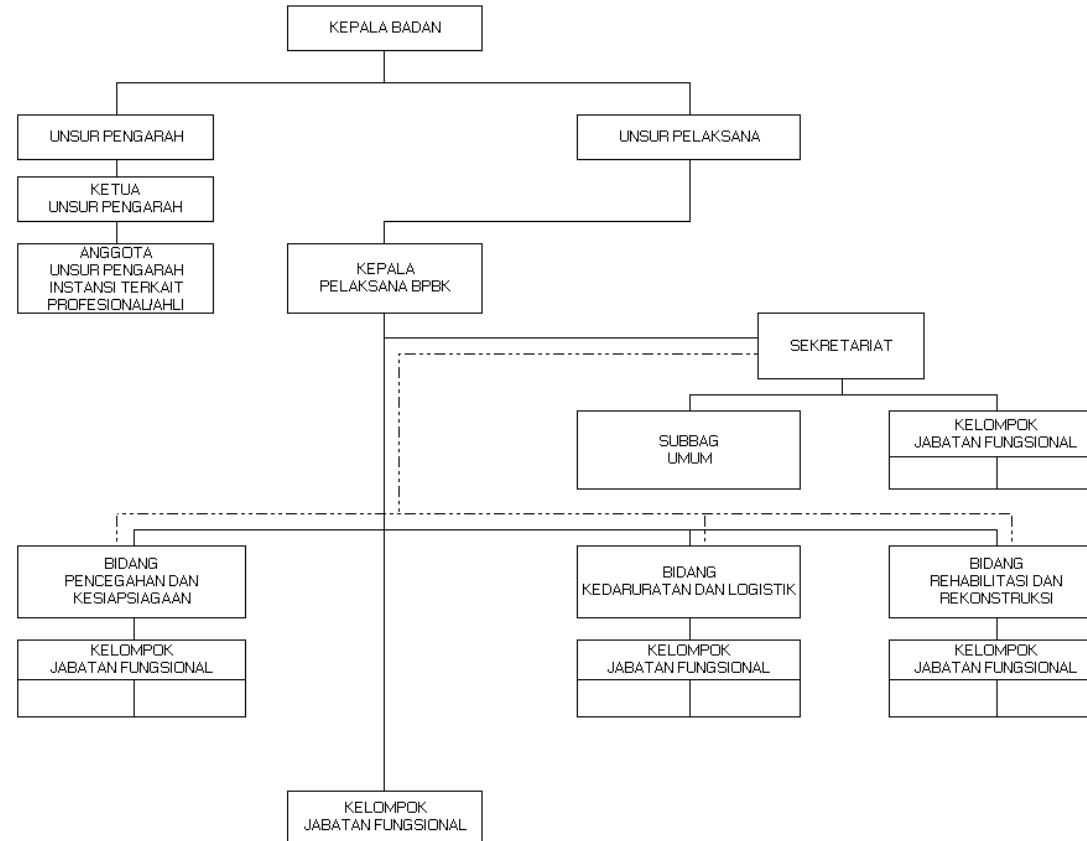 KEPALA BADAN
UNSUR PENGARAH
UNSUR PELAKSANA
KETUA
UNSUR PENGARAH
ANGGOTA
UNSUR PENGARAH
INSTANSI TERKAIT
PROFESIONAL/AHLI
KEPALA
PELAKSANA BPBK
SEKRETARIAT
SUBBAG
UMUM
KELOMPOK
JABATAN FUNGSIONAL
BIDANG
PENCEGAHAN DAN
KESIAPSIAGAAN
BIDANG
KEDARURATAN DAN LOGISTIK
BIDANG
REHABILITASI DAN
REKONSTRUKSI
KELOMPOK
JABATAN FUNGSIONAL
KELOMPOK
JABATAN FUNGSIONAL
KELOMPOK
JABATAN FUNGSIONAL
KELOMPOK
JABATAN FUNGSIONAL